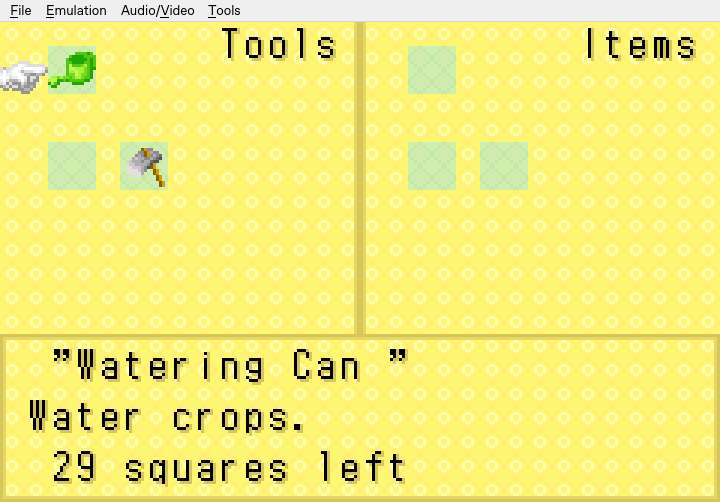 File Emulation Audio/Video Tools
Tools
Items
"Watering Can "
Water crops.
29 squares left